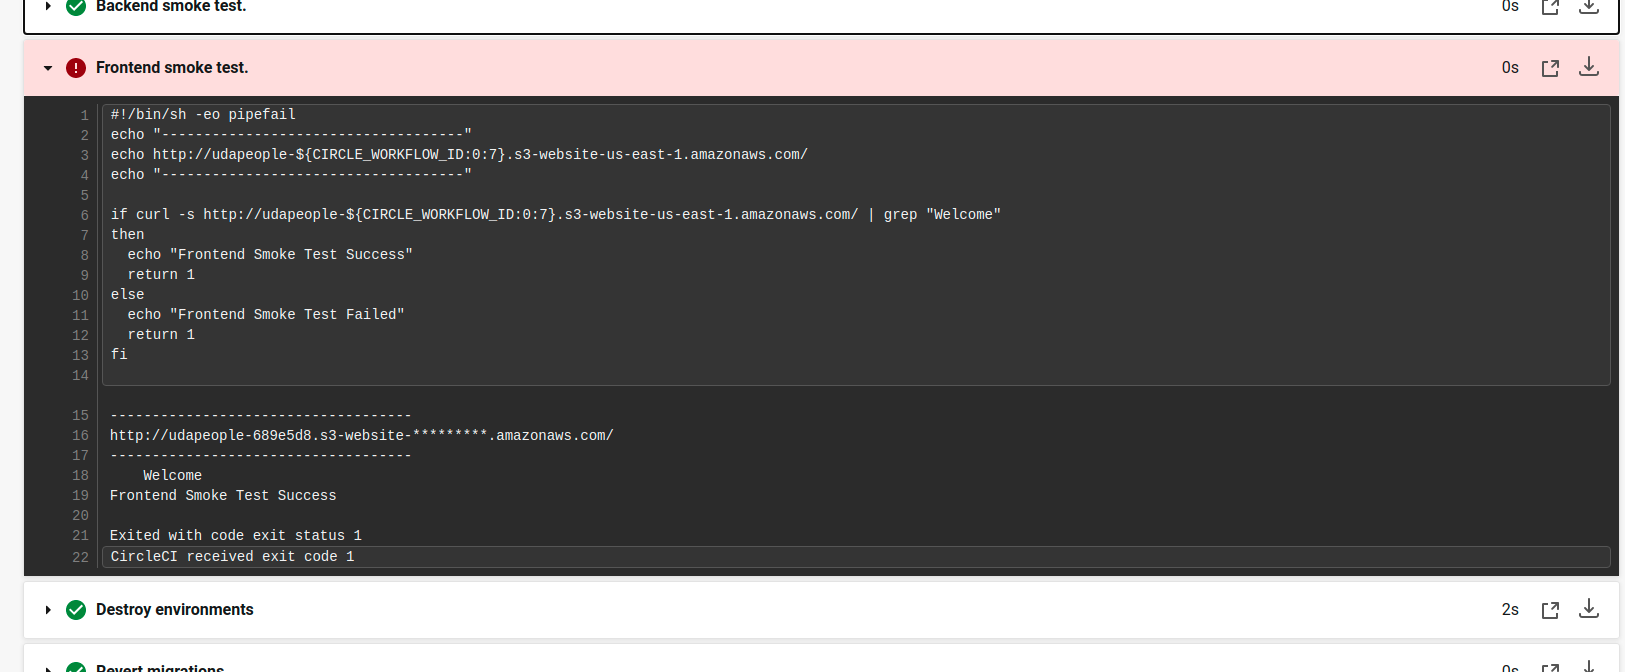 Backend smoke test.
0s
Frontend smoke test.
0s
1 #!/bin/sh -eo pipefail
2 echo "------------------------------------"
3 echo http://udapeople-${CIRCLE_WORKFLOW_ID:0:7}.s3-website-us-east-1.amazonaws.com/
4 echo "------------------------------------"
5
6 if curl -s http://udapeople-${CIRCLE_WORKFLOW_ID:0:7}.s3-website-us-east-1.amazonaws.com/ | grep "Welcome"
7 then
8   echo "Frontend Smoke Test Success"
9   return 1
10 else
11   echo "Frontend Smoke Test Failed"
12   return 1
13 fi
14
15 ------------------------------------
16 http://udapeople-689e5d8.s3-website-*********.amazonaws.com/
17 ------------------------------------
18     Welcome
19 Frontend Smoke Test Success
20
21 Exited with code exit status 1
22 CircleCI received exit code 1
Destroy environments
2s
Revert migrations
0s